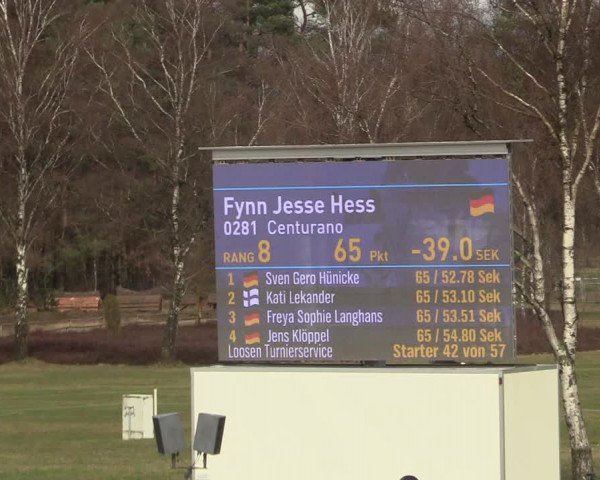 Fynn Jesse Hess
0281 Centurano
RANG 8 65 Pkt -39.0 SEK
1 Sven Gero Hünicke 65 / 52.78 Sek
2 Kati Lekander 65 / 53.10 Sek
3 Freya Sophie Langhans 65 / 53.51 Sek
4 Jens Klöppel 65 / 54.80 Sek
Loosen Turnierservice Starter 42 von 57